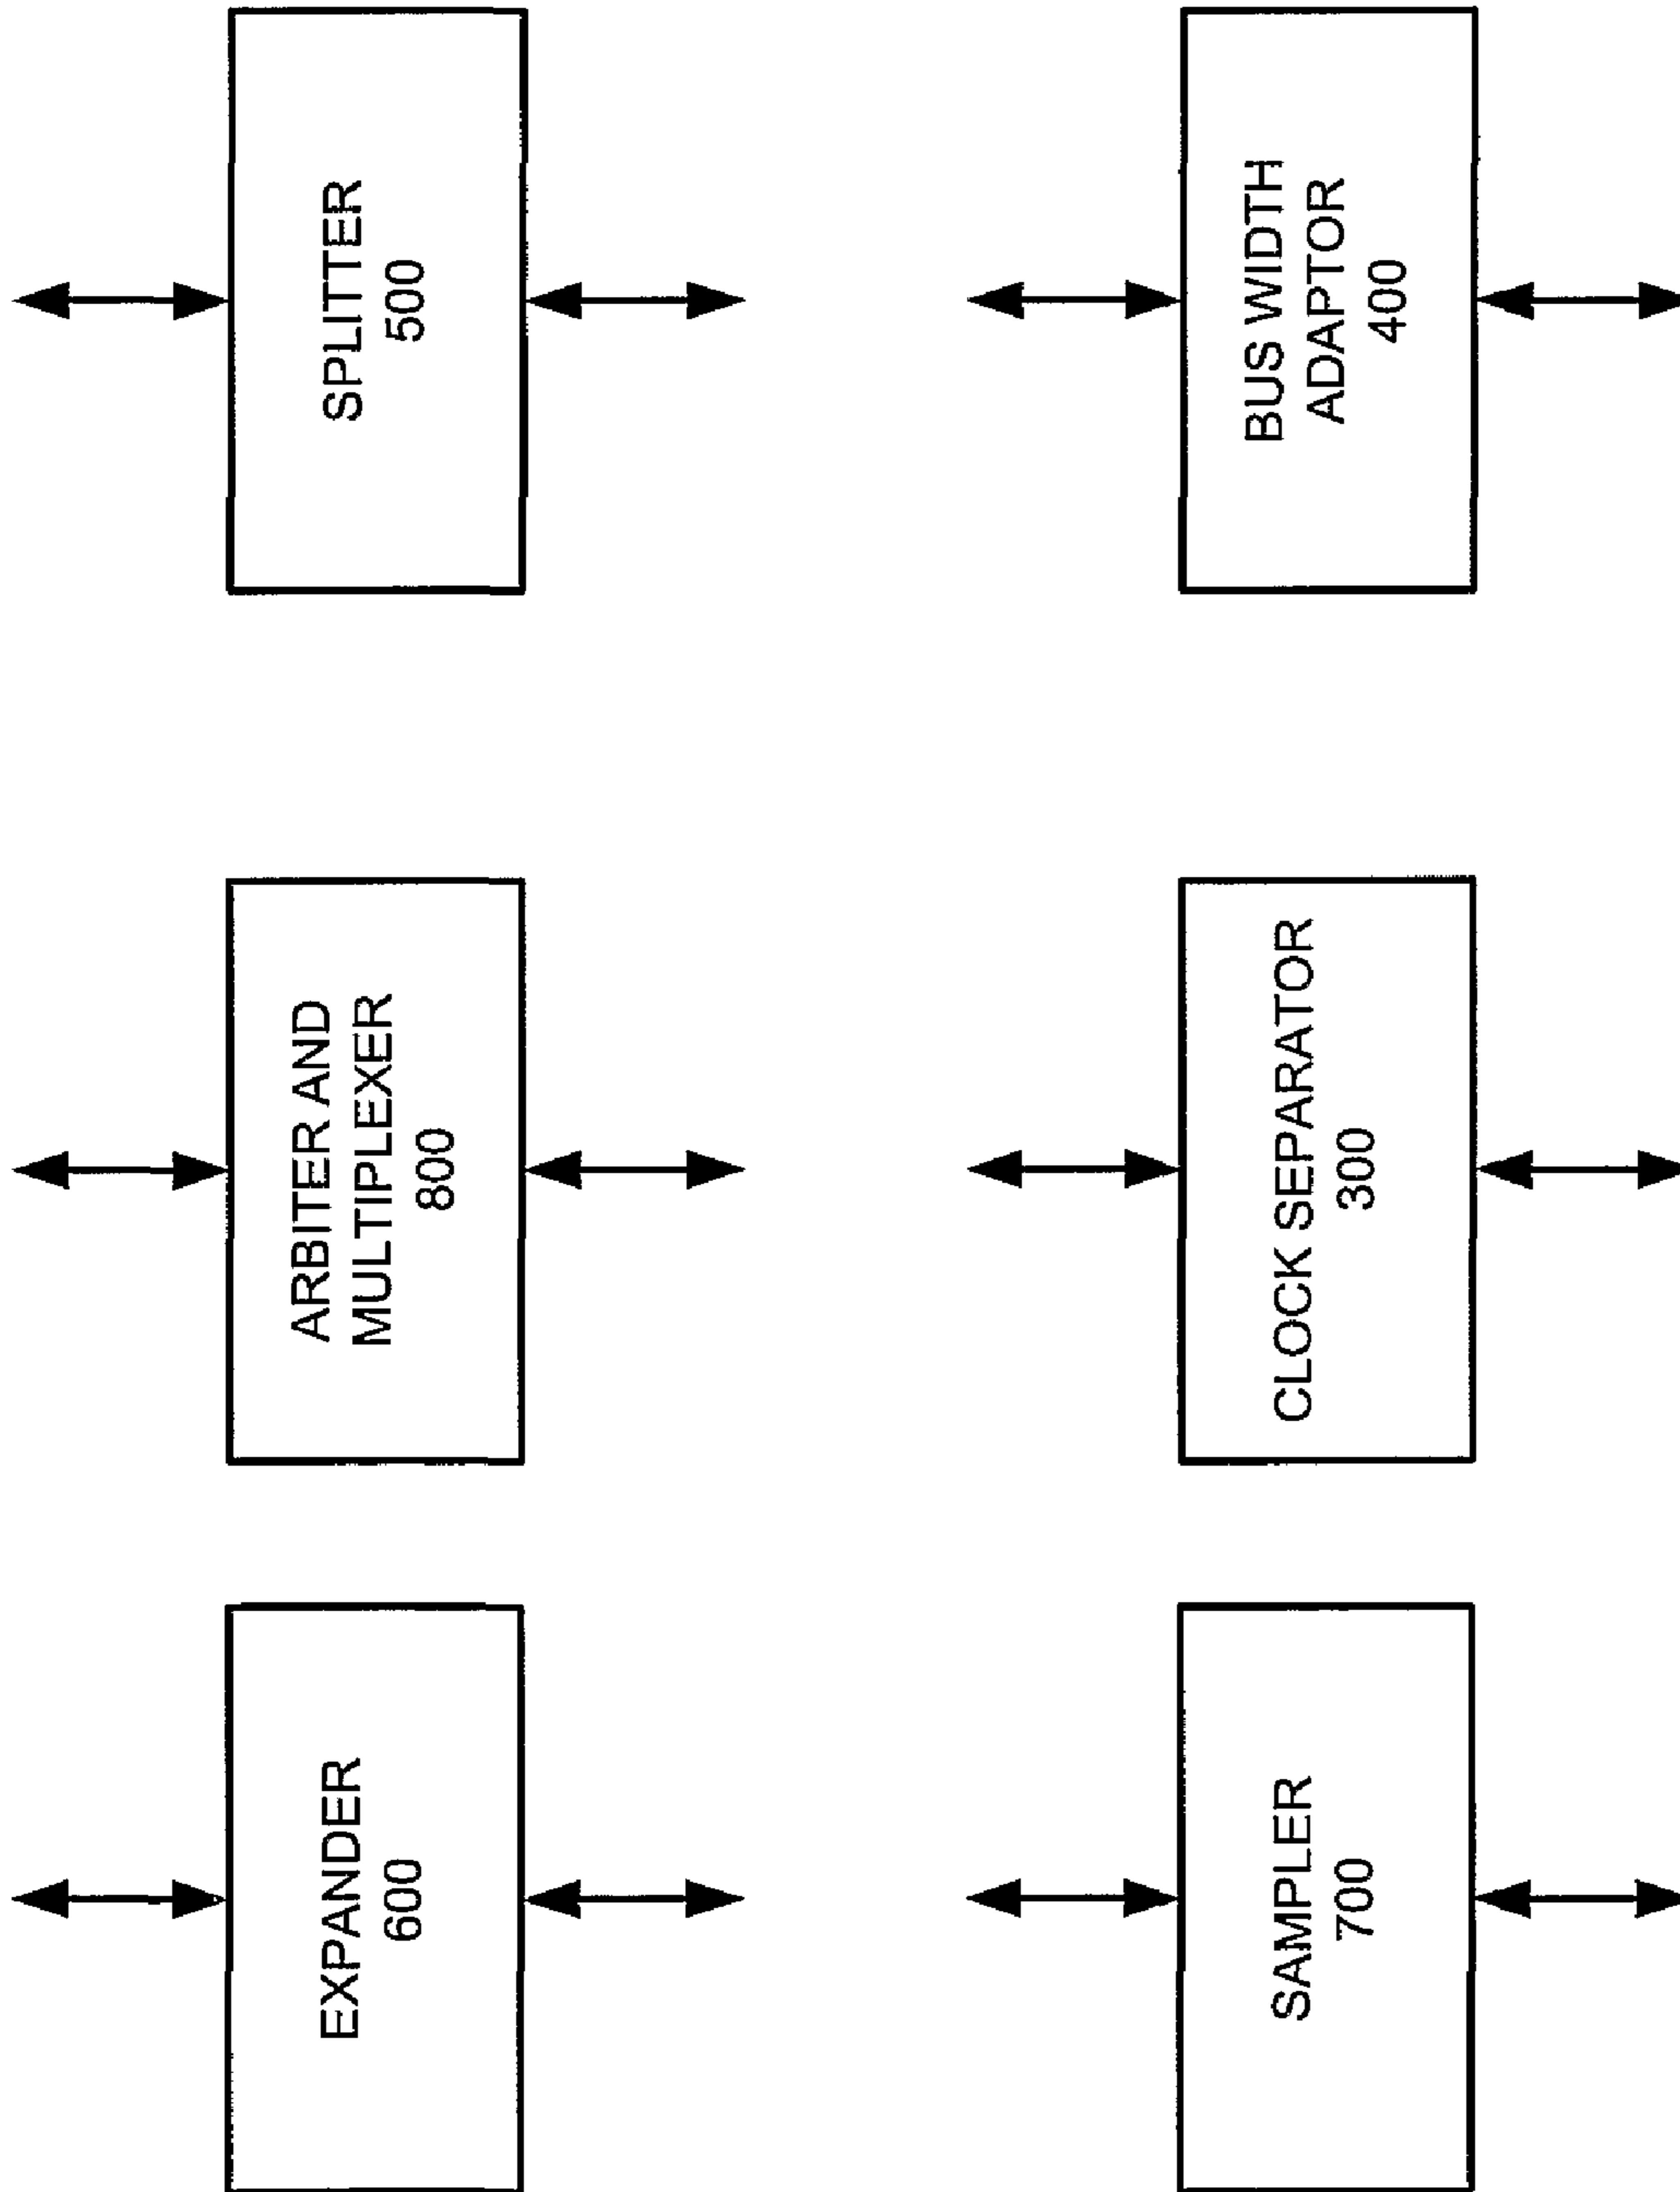 EXPANDER
600
ARBITER AND
MULTIPLEXER
800
SPLITTER
500
SAMPLER
700
CLOCK SEPARATOR
300
BUS WIDTH
ADAPTOR
400